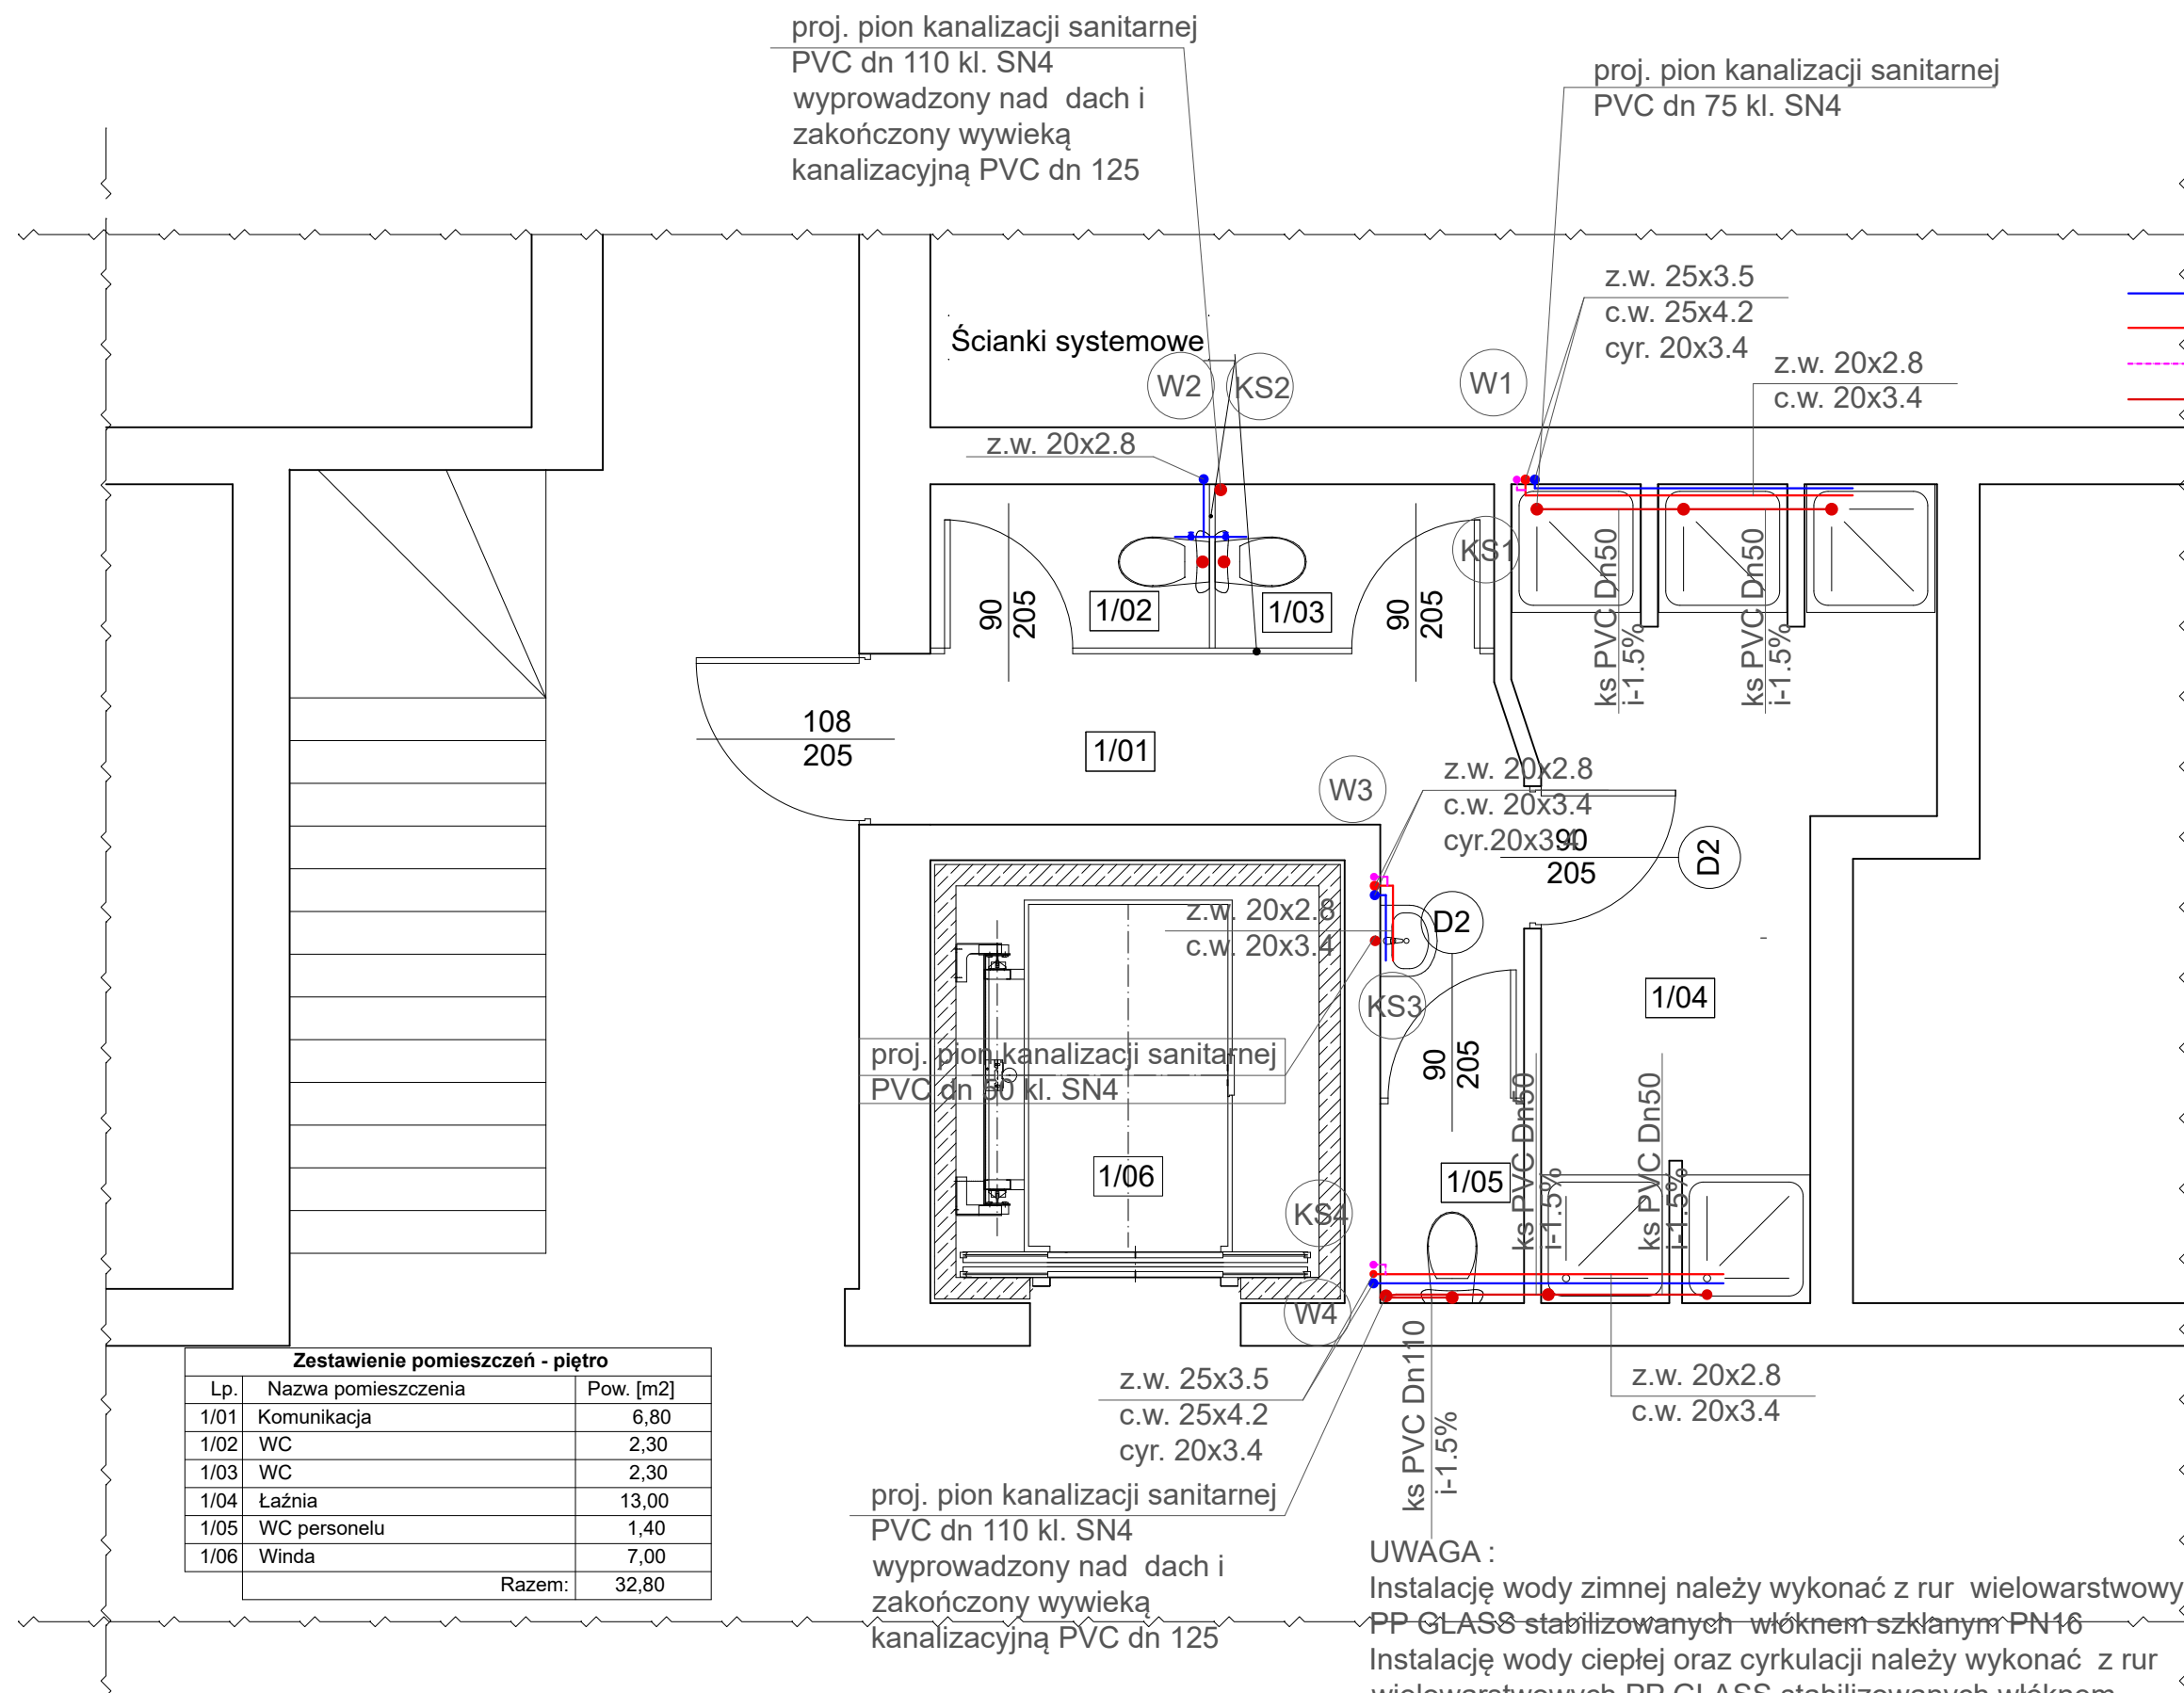 proj. pion kanalizacji sanitarnej
PVC dn 110 kl. SN4
wyprowadzony nad dach i
zakończony wywieką
kanalizacyjną PVC dn 125
proj. pion kanalizacji sanitarnej
PVC dn 75 kl. SN4
z.w. 25x3.5
c.w. 25x4.2
cyr. 20x3.4
Ścianki systemowe
W2
KS2
W1
z.w. 20x2.8
c.w. 20x3.4
z.w. 20x2.8
KS1
90
205
1/02
1/03
90
205
ks PVC Dn50
i-1.5%
ks PVC Dn50
i-1.5%
108
205
1/01
W3
z.w. 20x2.8
c.w. 20x3.4
cyr.20x3.4
90
205
D2
z.w. 20x2.8
c.w. 20x3.4
D2
KS3
1/04
proj. pion kanalizacji sanitarnej
PVC dn 50 kl. SN4
90
205
1/06
1/05
ks PVC Dn50
i-1.5%
ks PVC Dn50
i-1.5%
KS4
W4
z.w. 25x3.5
c.w. 25x4.2
cyr. 20x3.4
ks PVC Dn110
i-1.5%
z.w. 20x2.8
c.w. 20x3.4
Zestawienie pomieszczeń - piętro
Lp. Nazwa pomieszczenia Pow. [m2]
1/01 Komunikacja 6,80
1/02 WC 2,30
1/03 WC 2,30
1/04 Łaźnia 13,00
1/05 WC personelu 1,40
1/06 Winda 7,00
Razem: 32,80
proj. pion kanalizacji sanitarnej
PVC dn 110 kl. SN4
wyprowadzony nad dach i
zakończony wywieką
kanalizacyjną PVC dn 125
UWAGA :
Instalację wody zimnej należy wykonać z rur wielowarstwowy
PP GLASS stabilizowanych włóknem szklanym PN16
Instalację wody ciepłej oraz cyrkulacji należy wykonać z rur
wielowarstwowych PP GLASS stabilizowanych włóknem